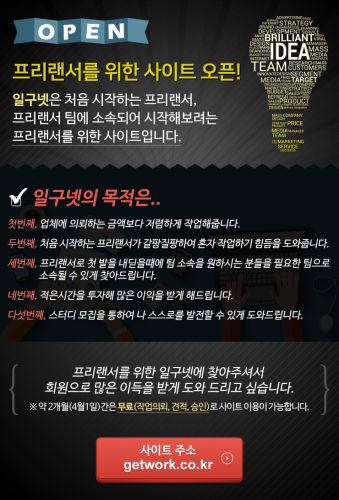 OPEN
프리랜서를 위한 사이트 오픈!
일구넷은 처음 시작하는 프리랜서,
프리랜서 팀에 소속되어 시작해보려는
프리랜서를 위한 사이트입니다.
BRILLIANT
IDEA
TEAM
일구넷의 목적은..
첫번째, 업체에 의뢰하는 금액보다 저렴하게 작업해줍니다.
두번째, 처음 시작하는 프리랜서가 갈팡질팡하여 혼자 작업하기 힘듬을 도와줍니다.
세번째, 프리랜서로 첫 발을 내딛을때에 팀 소속을 원하시는 분들을 필요한 팀으로
소속될 수 있게 찾아드립니다.
네번째, 적은시간을 투자해 많은 이익을 받게 해드립니다.
다섯번째, 스터디 모집을 통하여 나 스스로를 발전할 수 있게 도와드립니다.
프리랜서를 위한 일구넷에 찾아주셔서
회원으로 많은 이득을 받게 도와 드리고 싶습니다.
※ 약 2개월(4월1일)간은 무료(작업의뢰, 견적, 승인)로 사이트 이용이 가능합니다.
사이트 주소
getwork.co.kr